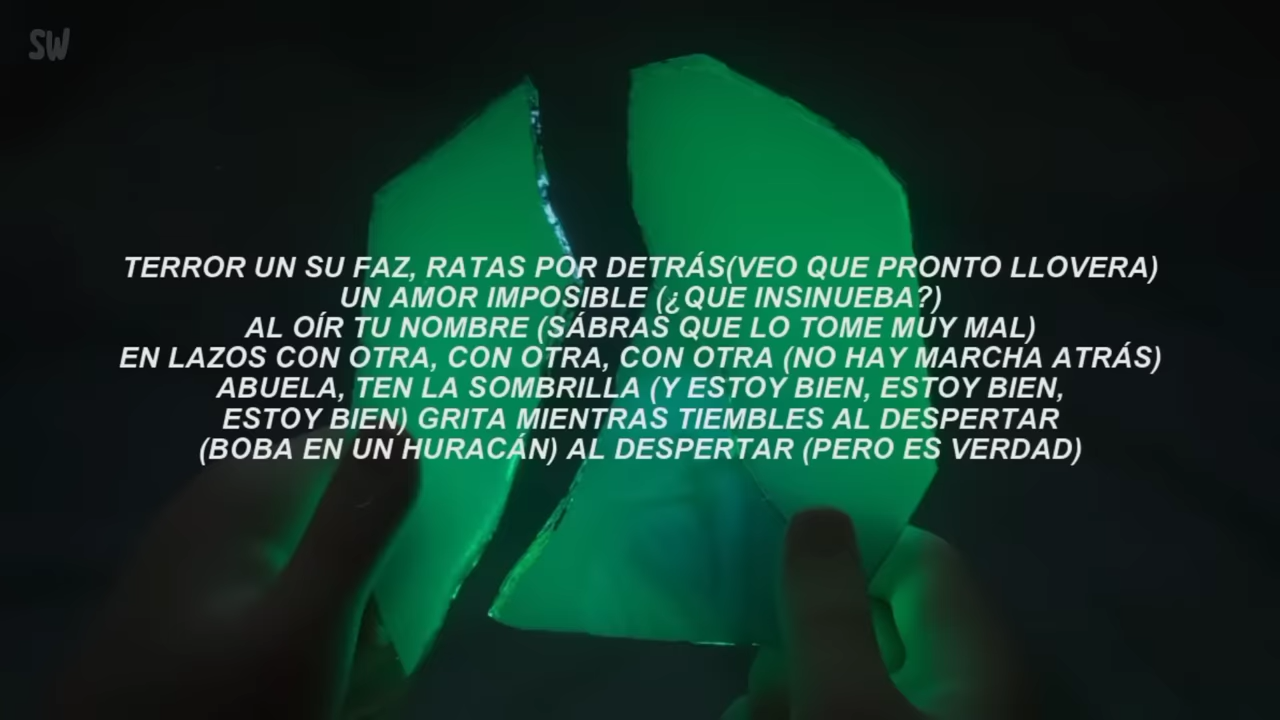 SW
TERROR UN SU FAZ, RATAS POR DETRÁS(VEO QUE PRONTO LLOVERA)
UN AMOR IMPOSIBLE (¿QUE INSINUEBA?)
AL OÍR TU NOMBRE (SÁBRAS QUE LO TOME MUY MAL)
EN LAZOS CON OTRA, CON OTRA, CON OTRA (NO HAY MARCHA ATRÁS)
ABUELA, TEN LA SOMBRILLA (Y ESTOY BIEN, ESTOY BIEN,
ESTOY BIEN) GRITA MIENTRAS TIEMBLES AL DESPERTAR
(BOBA EN UN HURACÁN) AL DESPERTAR (PERO ES VERDAD)